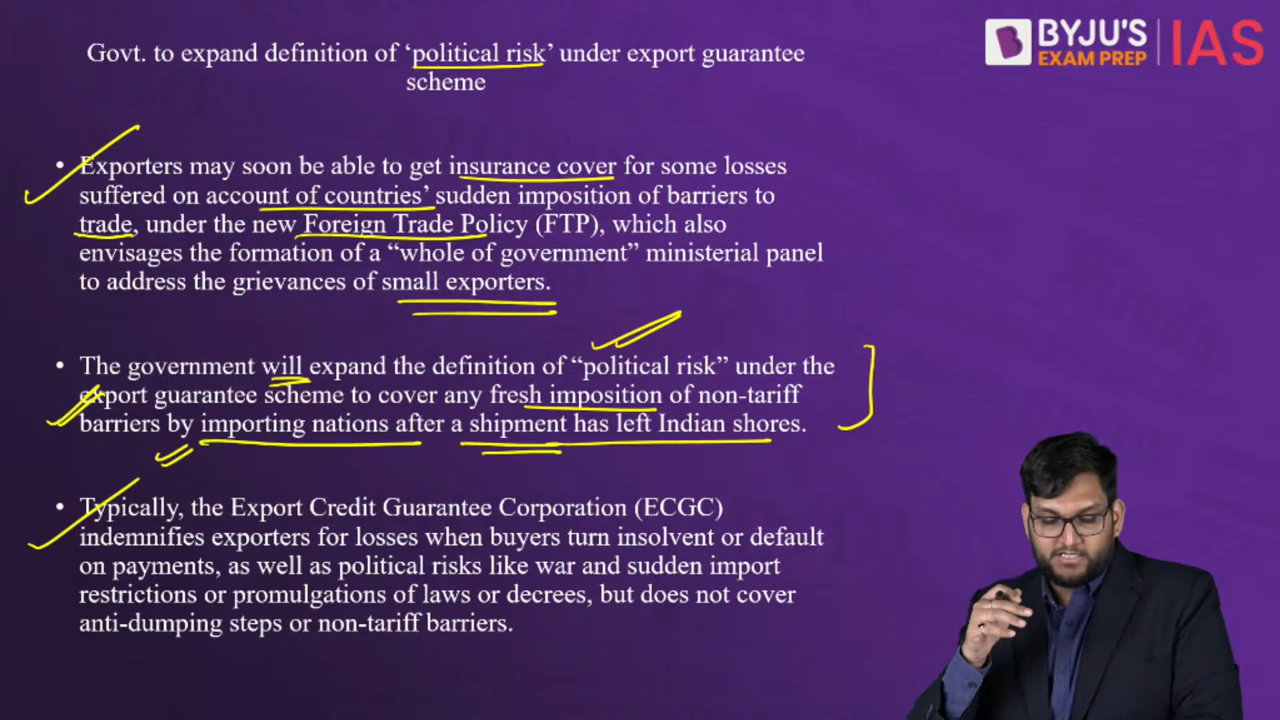 Govt. to expand definition of ‘political risk’ under export guarantee
scheme
BYJU'S
EXAM PREP
IAS
• Exporters may soon be able to get insurance cover for some losses
suffered on account of countries’ sudden imposition of barriers to
trade, under the new Foreign Trade Policy (FTP), which also
envisages the formation of a “whole of government” ministerial panel
to address the grievances of small exporters.
• The government will expand the definition of “political risk” under the
export guarantee scheme to cover any fresh imposition of non-tariff
barriers by importing nations after a shipment has left Indian shores.
• Typically, the Export Credit Guarantee Corporation (ECGC)
indemnifies exporters for losses when buyers turn insolvent or default
on payments, as well as political risks like war and sudden import
restrictions or promulgations of laws or decrees, but does not cover
anti-dumping steps or non-tariff barriers.